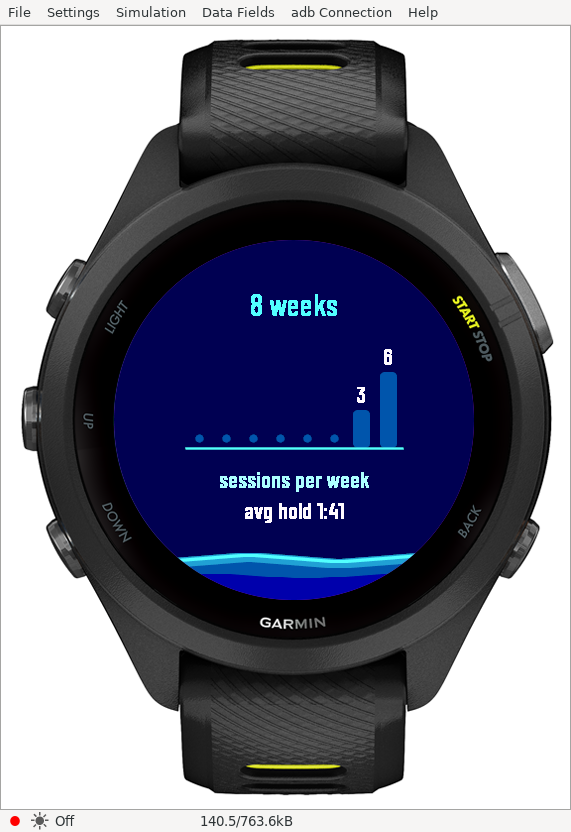 File Settings Simulation Data Fields adb Connection Help
LIGHT
START STOP
UP
DOWN
BACK
8 weeks
6
3
sessions per week
avg hold 1:41
GARMIN
Off 140.5/763.6kB